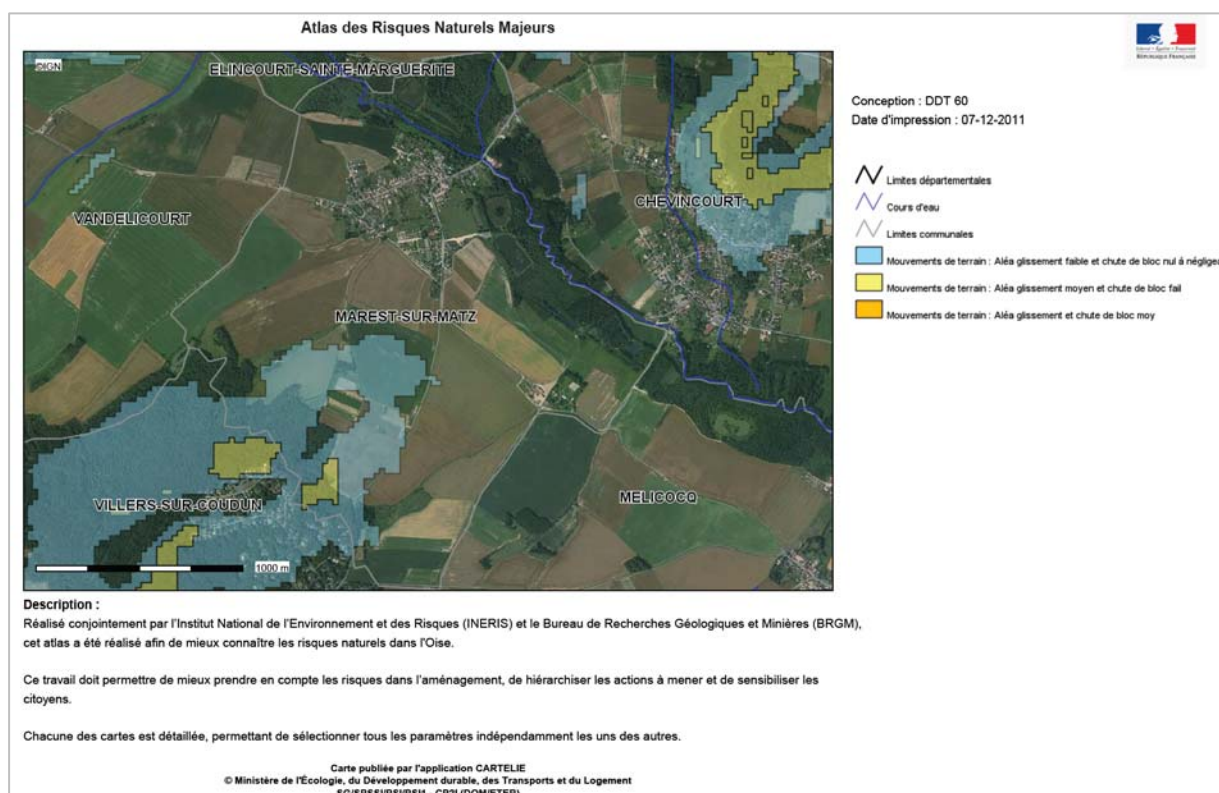 Atlas des Risques Naturels Majeurs
Liberté • Égalité • Fraternité
RÉPUBLIQUE FRANÇAISE
©IGN
ELINCOURT-SAINTE-MARGUERITE
VANDELICOURT
CHEVINCOURT
MAREST-SUR-MATZ
VILLERS-SUR-COUDUN
MELICOCQ
1000 m
Conception : DDT 60
Date d'impression : 07-12-2011
Limites départementales
Cours d'eau
Limites communales
Mouvements de terrain : Aléa glissement faible et chute de bloc nul à négligea
Mouvements de terrain : Aléa glissement moyen et chute de bloc fail
Mouvements de terrain : Aléa glissement et chute de bloc moy
Description :
Réalisé conjointement par l'Institut National de l'Environnement et des Risques (INERIS) et le Bureau de Recherches Géologiques et Minières (BRGM),
cet atlas a été réalisé afin de mieux connaître les risques naturels dans l'Oise.
Ce travail doit permettre de mieux prendre en compte les risques dans l'aménagement, de hiérarchiser les actions à mener et de sensibiliser les
citoyens.
Chacune des cartes est détaillée, permettant de sélectionner tous les paramètres indépendamment les uns des autres.
Carte publiée par l'application CARTELIE
© Ministère de l'Écologie, du Développement durable, des Transports et du Logement